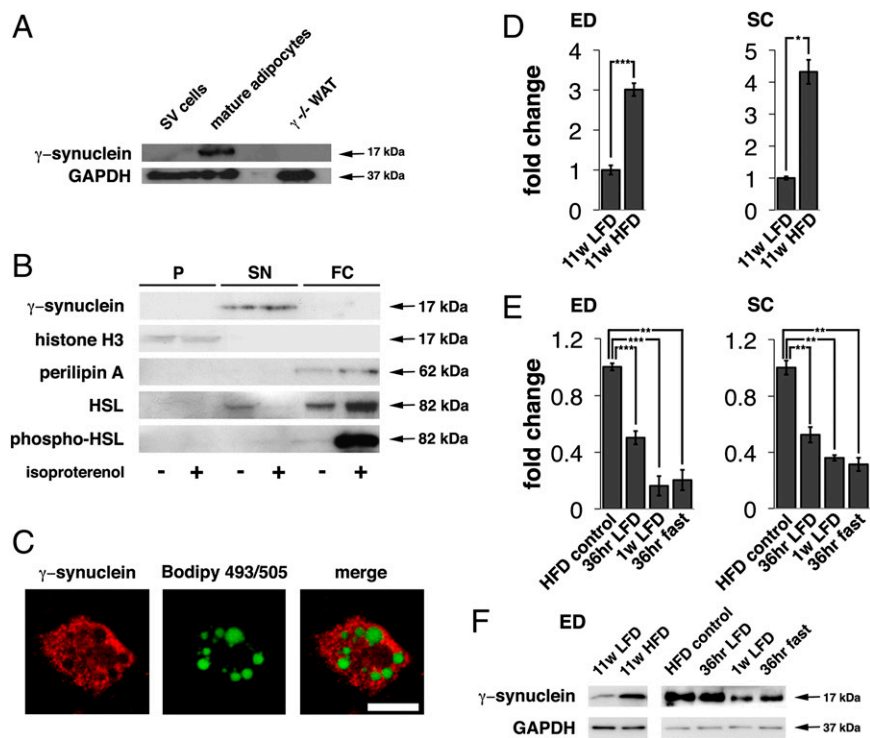 A
SV cells
mature adipocytes
γ -/- WAT
γ-synuclein
17 kDa
GAPDH
37 kDa
B
P SN FC
γ-synuclein
17 kDa
histone H3
17 kDa
perilipin A
62 kDa
HSL
82 kDa
phospho-HSL
82 kDa
isoproterenol - + - + - +
C
γ-synuclein Bodipy 493/505 merge
D
ED
fold change
4
3
2
1
0
***
11w LFD
11w HFD
SC
5
4
3
2
1
0
*
11w LFD
11w HFD
E
ED
fold change
1.2
0.8
0.4
0
**
***
***
HFD control
36hr LFD
1w LFD
36hr fast
SC
1.2
0.8
0.4
0
**
**
**
HFD control
36hr LFD
1w LFD
36hr fast
F
ED
11w LFD
11w HFD
HFD control
36hr LFD
1w LFD
36hr fast
γ-synuclein
17 kDa
GAPDH
37 kDa